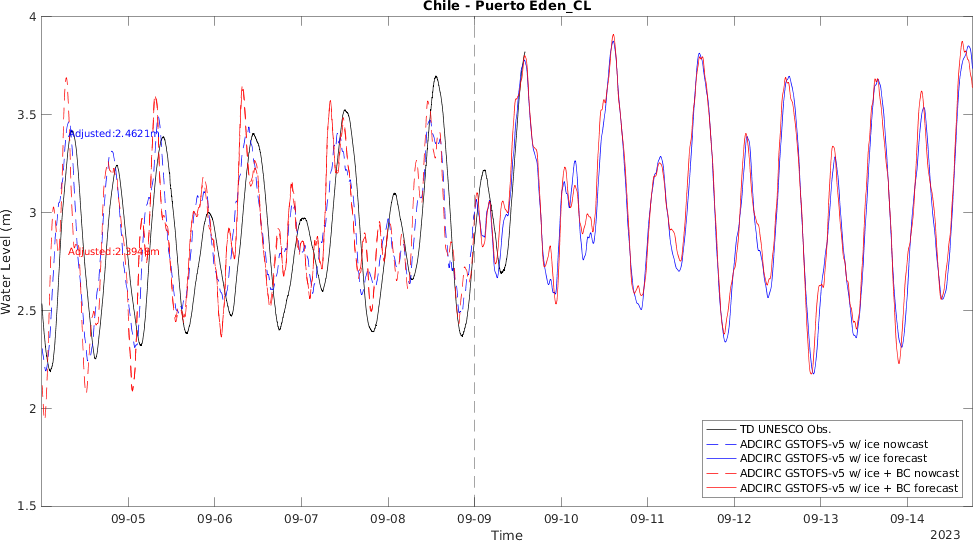 Chile - Puerto Eden_CL
4
3.5
3
2.5
2
1.5
Water Level (m)
Adjusted:2.4621m
Adjusted:2.3948m
TD UNESCO Obs.
ADCIRC GSTOFS-v5 w/ ice nowcast
ADCIRC GSTOFS-v5 w/ ice forecast
ADCIRC GSTOFS-v5 w/ ice + BC nowcast
ADCIRC GSTOFS-v5 w/ ice + BC forecast
09-05 09-06 09-07 09-08 09-09 09-10 09-11 09-12 09-13 09-14
Time
2023